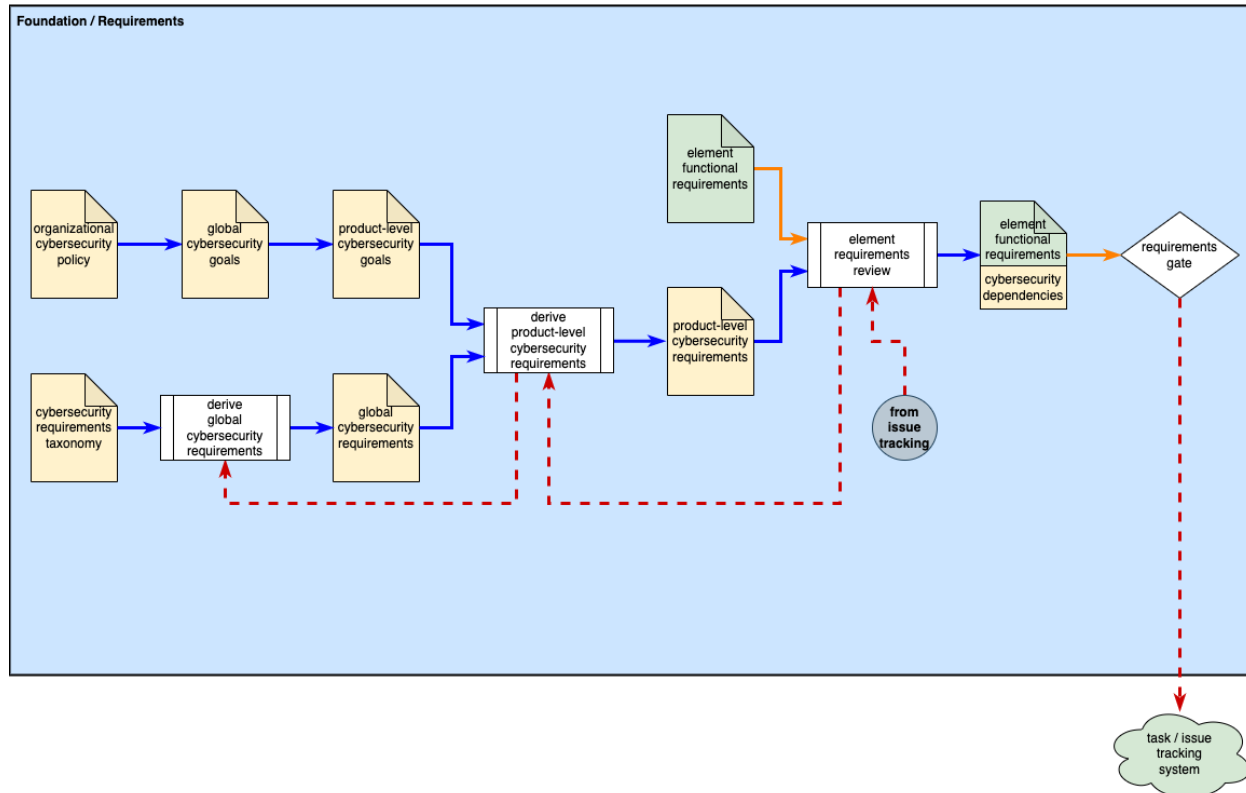 Foundation / Requirements
element
functional
requirements
organizational
cybersecurity
policy
global
cybersecurity
goals
product-level
cybersecurity
goals
element
requirements
review
element
functional
requirements
cybersecurity
dependencies
requirements
gate
derive
product-level
cybersecurity
requirements
product-level
cybersecurity
requirements
cybersecurity
requirements
taxonomy
derive
global
cybersecurity
requirements
global
cybersecurity
requirements
from
issue
tracking
task / issue
tracking
system